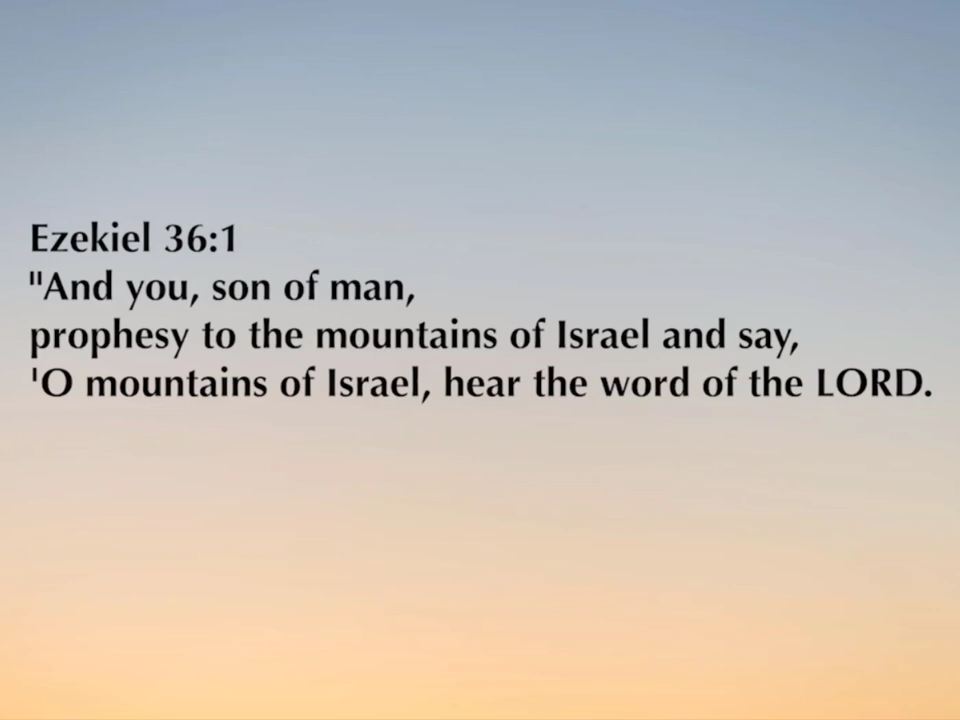 Ezekiel 36:1
"And you, son of man,
prophesy to the mountains of Israel and say,
'O mountains of Israel, hear the word of the LORD.